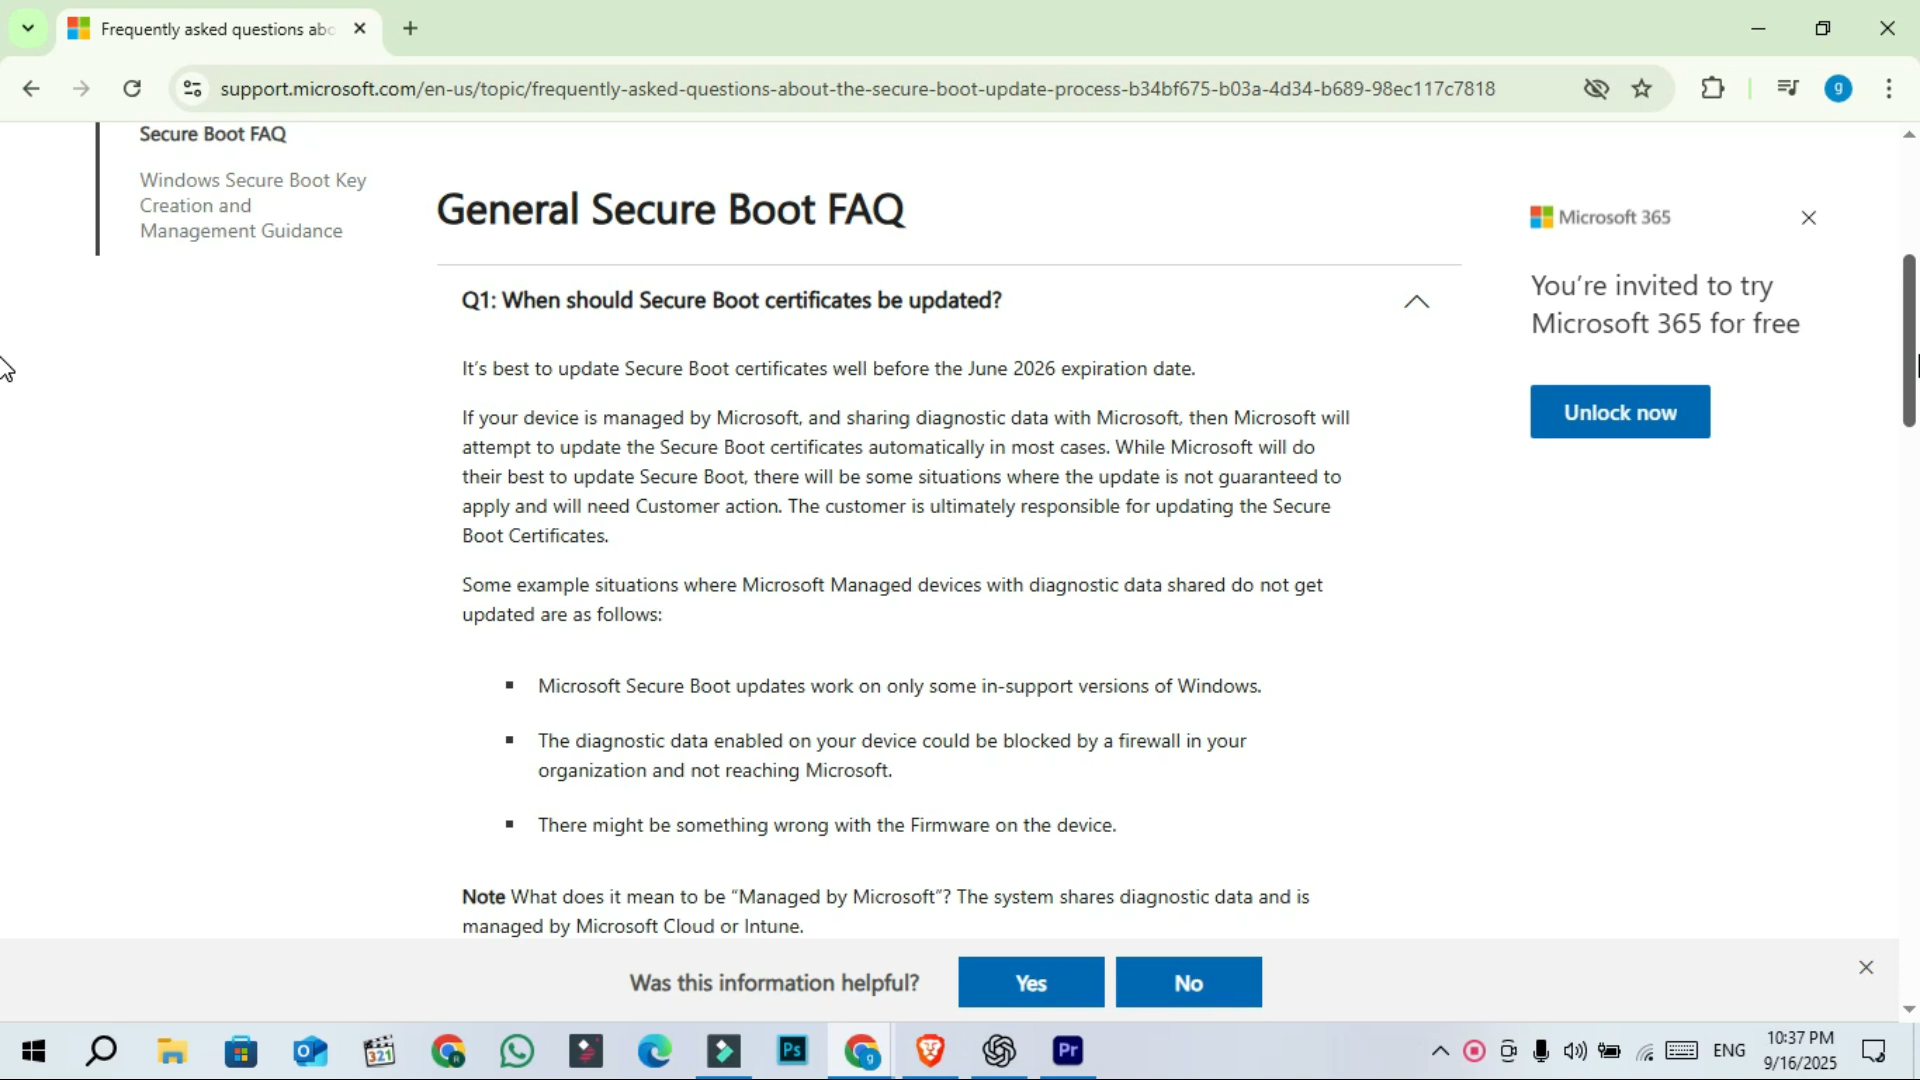 Frequently asked questions abo
support.microsoft.com/en-us/topic/frequently-asked-questions-about-the-secure-boot-update-process-b34bf675-b03a-4d34-b689-98ec117c7818
g
Secure Boot FAQ
Windows Secure Boot Key
Creation and
Management Guidance
General Secure Boot FAQ
Q1: When should Secure Boot certificates be updated?
It's best to update Secure Boot certificates well before the June 2026 expiration date.
If your device is managed by Microsoft, and sharing diagnostic data with Microsoft, then Microsoft will
attempt to update the Secure Boot certificates automatically in most cases. While Microsoft will do
their best to update Secure Boot, there will be some situations where the update is not guaranteed to
apply and will need Customer action. The customer is ultimately responsible for updating the Secure
Boot Certificates.
Some example situations where Microsoft Managed devices with diagnostic data shared do not get
updated are as follows:
Microsoft Secure Boot updates work on only some in-support versions of Windows.
The diagnostic data enabled on your device could be blocked by a firewall in your
organization and not reaching Microsoft.
There might be something wrong with the Firmware on the device.
Note What does it mean to be “Managed by Microsoft”? The system shares diagnostic data and is
managed by Microsoft Cloud or Intune.
Microsoft 365
You're invited to try
Microsoft 365 for free
Unlock now
Was this information helpful?
Yes
No
321
R
Ps
g
Pr
ENG
10:37 PM
9/16/2025